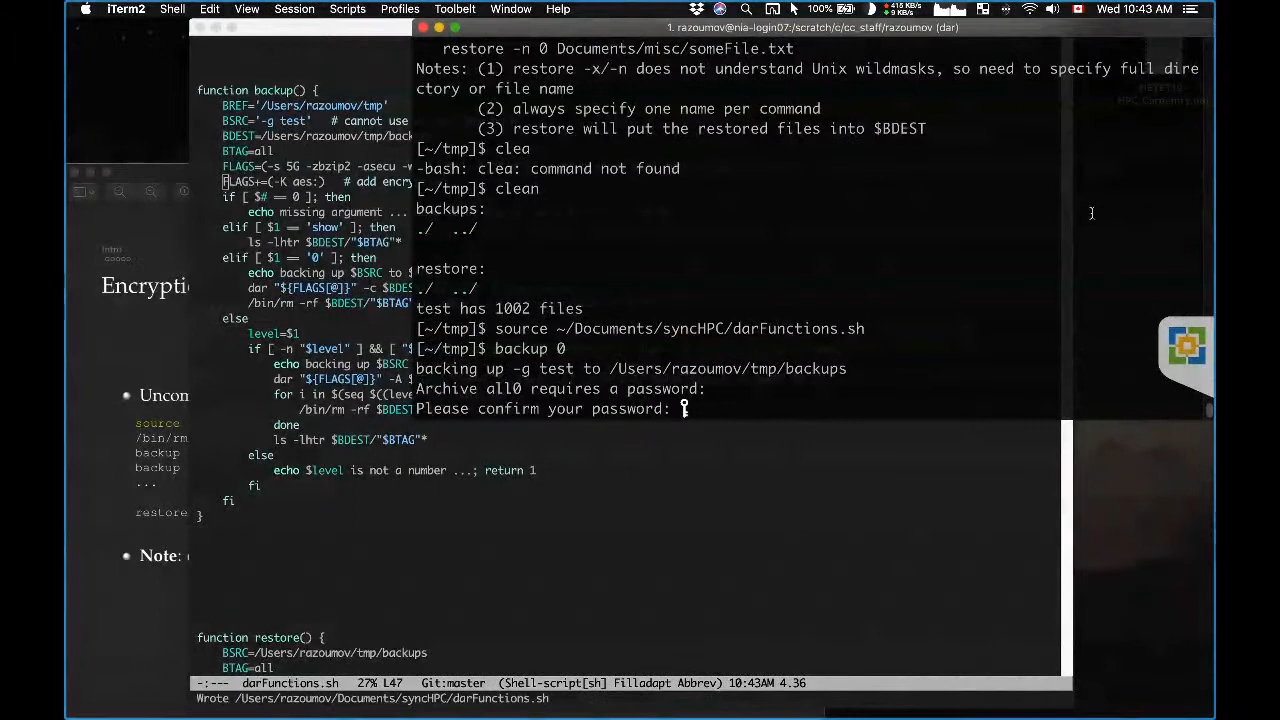 iTerm2 Shell Edit View Session Scripts Profiles Toolbelt Window Help 100% 415 KB/s 9 KB/s Wed 10:43 AM
1. razoumov@nia-login07:/scratch/c/cc_staff/razoumov (dar)
restore -n 0 Documents/misc/someFile.txt
Notes: (1) restore -x/-n does not understand Unix wildmasks, so need to specify full dire
ctory or file name
(2) always specify one name per command
(3) restore will put the restored files into $BDEST
[~/tmp]$ clea
-bash: clea: command not found
[~/tmp]$ clean
backups:
./ ../
restore:
./ ../
test has 1002 files
[~/tmp]$ source ~/Documents/syncHPC/darFunctions.sh
[~/tmp]$ backup 0
backing up -g test to /Users/razoumov/tmp/backups
Archive all0 requires a password:
Please confirm your password:
function backup() {
BREF='/Users/razoumov/tmp'
BSRC='-g test' # cannot use
BDEST=/Users/razoumov/tmp/back
BTAG=all
FLAGS=(-s 5G -zbzip2 -asecu -w
FLAGS+=(-K aes:) # add encry
if [ $# == 0 ]; then
echo missing argument ...
elif [ $1 == 'show' ]; then
ls -lhtr $BDEST/"$BTAG"*
elif [ $1 == '0' ]; then
echo backing up $BSRC to $
dar "${FLAGS[@]}" -c $BDES
/bin/rm -rf $BDEST/"$BTAG"
else
level=$1
if [ -n "$level" ] && [ "$
echo backing up $BSRC
dar "${FLAGS[@]}" -A $
for i in $(seq $((leve
/bin/rm -rf $BDEST
done
ls -lhtr $BDEST/"$BTAG"*
else
echo $level is not a number ...; return 1
fi
fi
}
function restore() {
BSRC=/Users/razoumov/tmp/backups
BTAG=all
-:--- darFunctions.sh 27% L47 Git:master (Shell-script[sh] Filladapt Abbrev) 10:43AM 4.36
Wrote /Users/razoumov/Documents/syncHPC/darFunctions.sh
Intro
Encryptio
Uncom
source
/bin/rm
backup
backup
...
restore
Note: